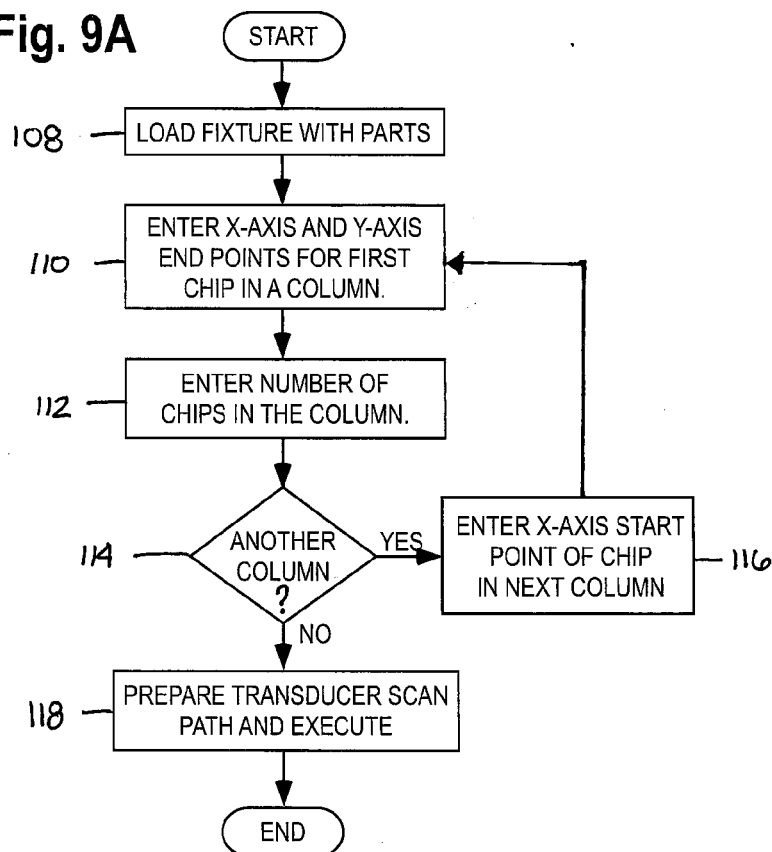 Fig. 9A
START
108
LOAD FIXTURE WITH PARTS
110
ENTER X-AXIS AND Y-AXIS
END POINTS FOR FIRST
CHIP IN A COLUMN.
112
ENTER NUMBER OF
CHIPS IN THE COLUMN.
114
ANOTHER
COLUMN
?
YES
ENTER X-AXIS START
POINT OF CHIP
IN NEXT COLUMN
116
NO
118
PREPARE TRANSDUCER SCAN
PATH AND EXECUTE
END